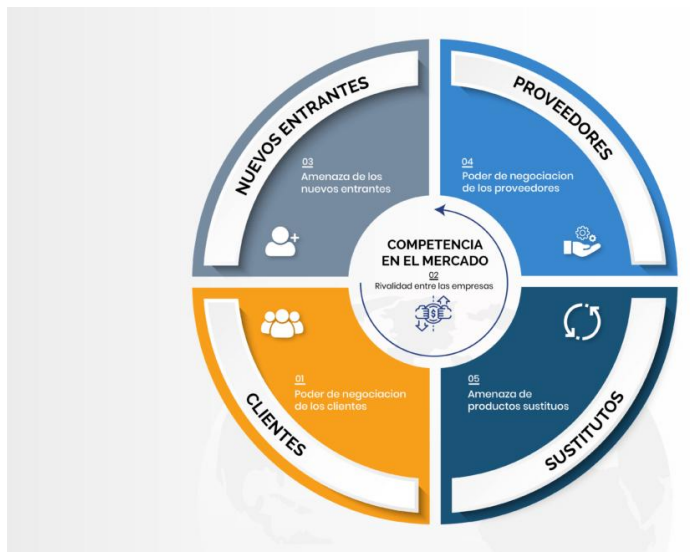 NUEVOS ENTRANTES
03
Amenaza de los
nuevos entrantes
PROVEEDORES
04
Poder de negociacion
de los proveedores
COMPETENCIA
EN EL MERCADO
02
Rivalidad entre las empresas
$
01
Poder de negociacion
de los clientes
CLIENTES
05
Amenaza de
productos sustituos
SUSTITUTOS